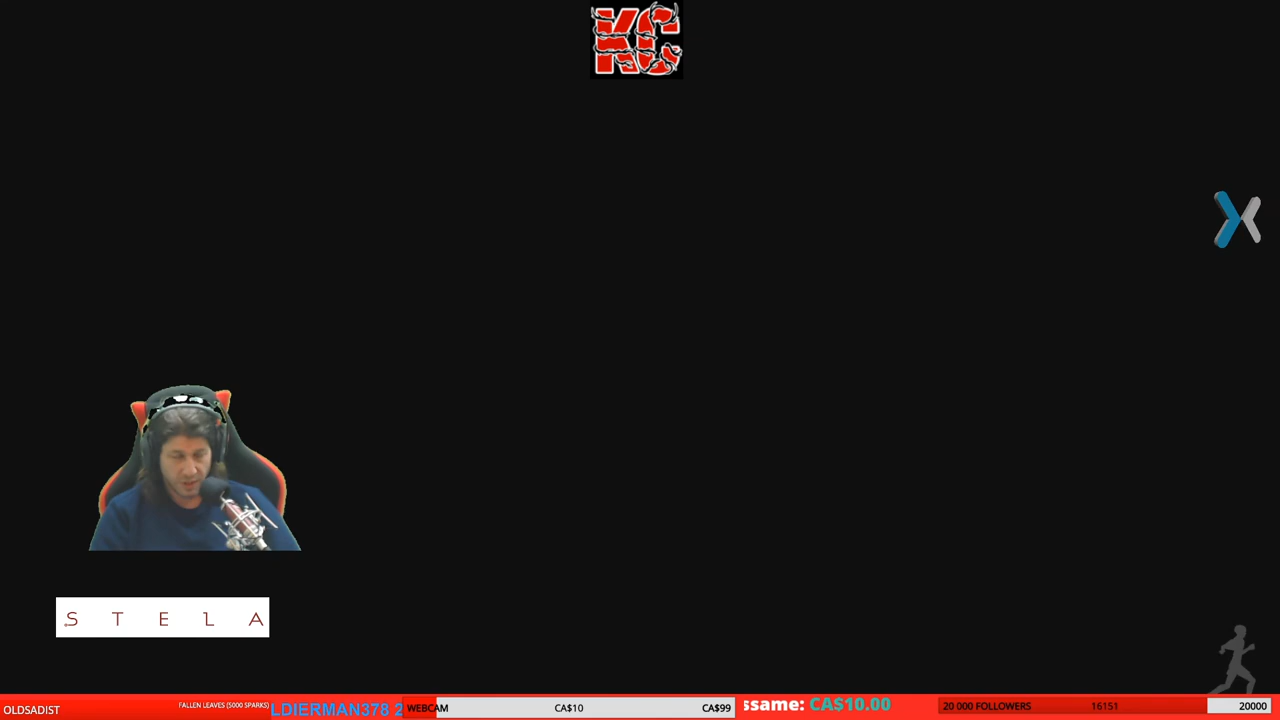 KC
STELA
OLDSADIST
FALLEN LEAVES (5000 SPARKS)
LDIERMAN378 2
WEBCAM
CA$10
CA$99
ssame: CA$10.00
20 000 FOLLOWERS
16151
20000